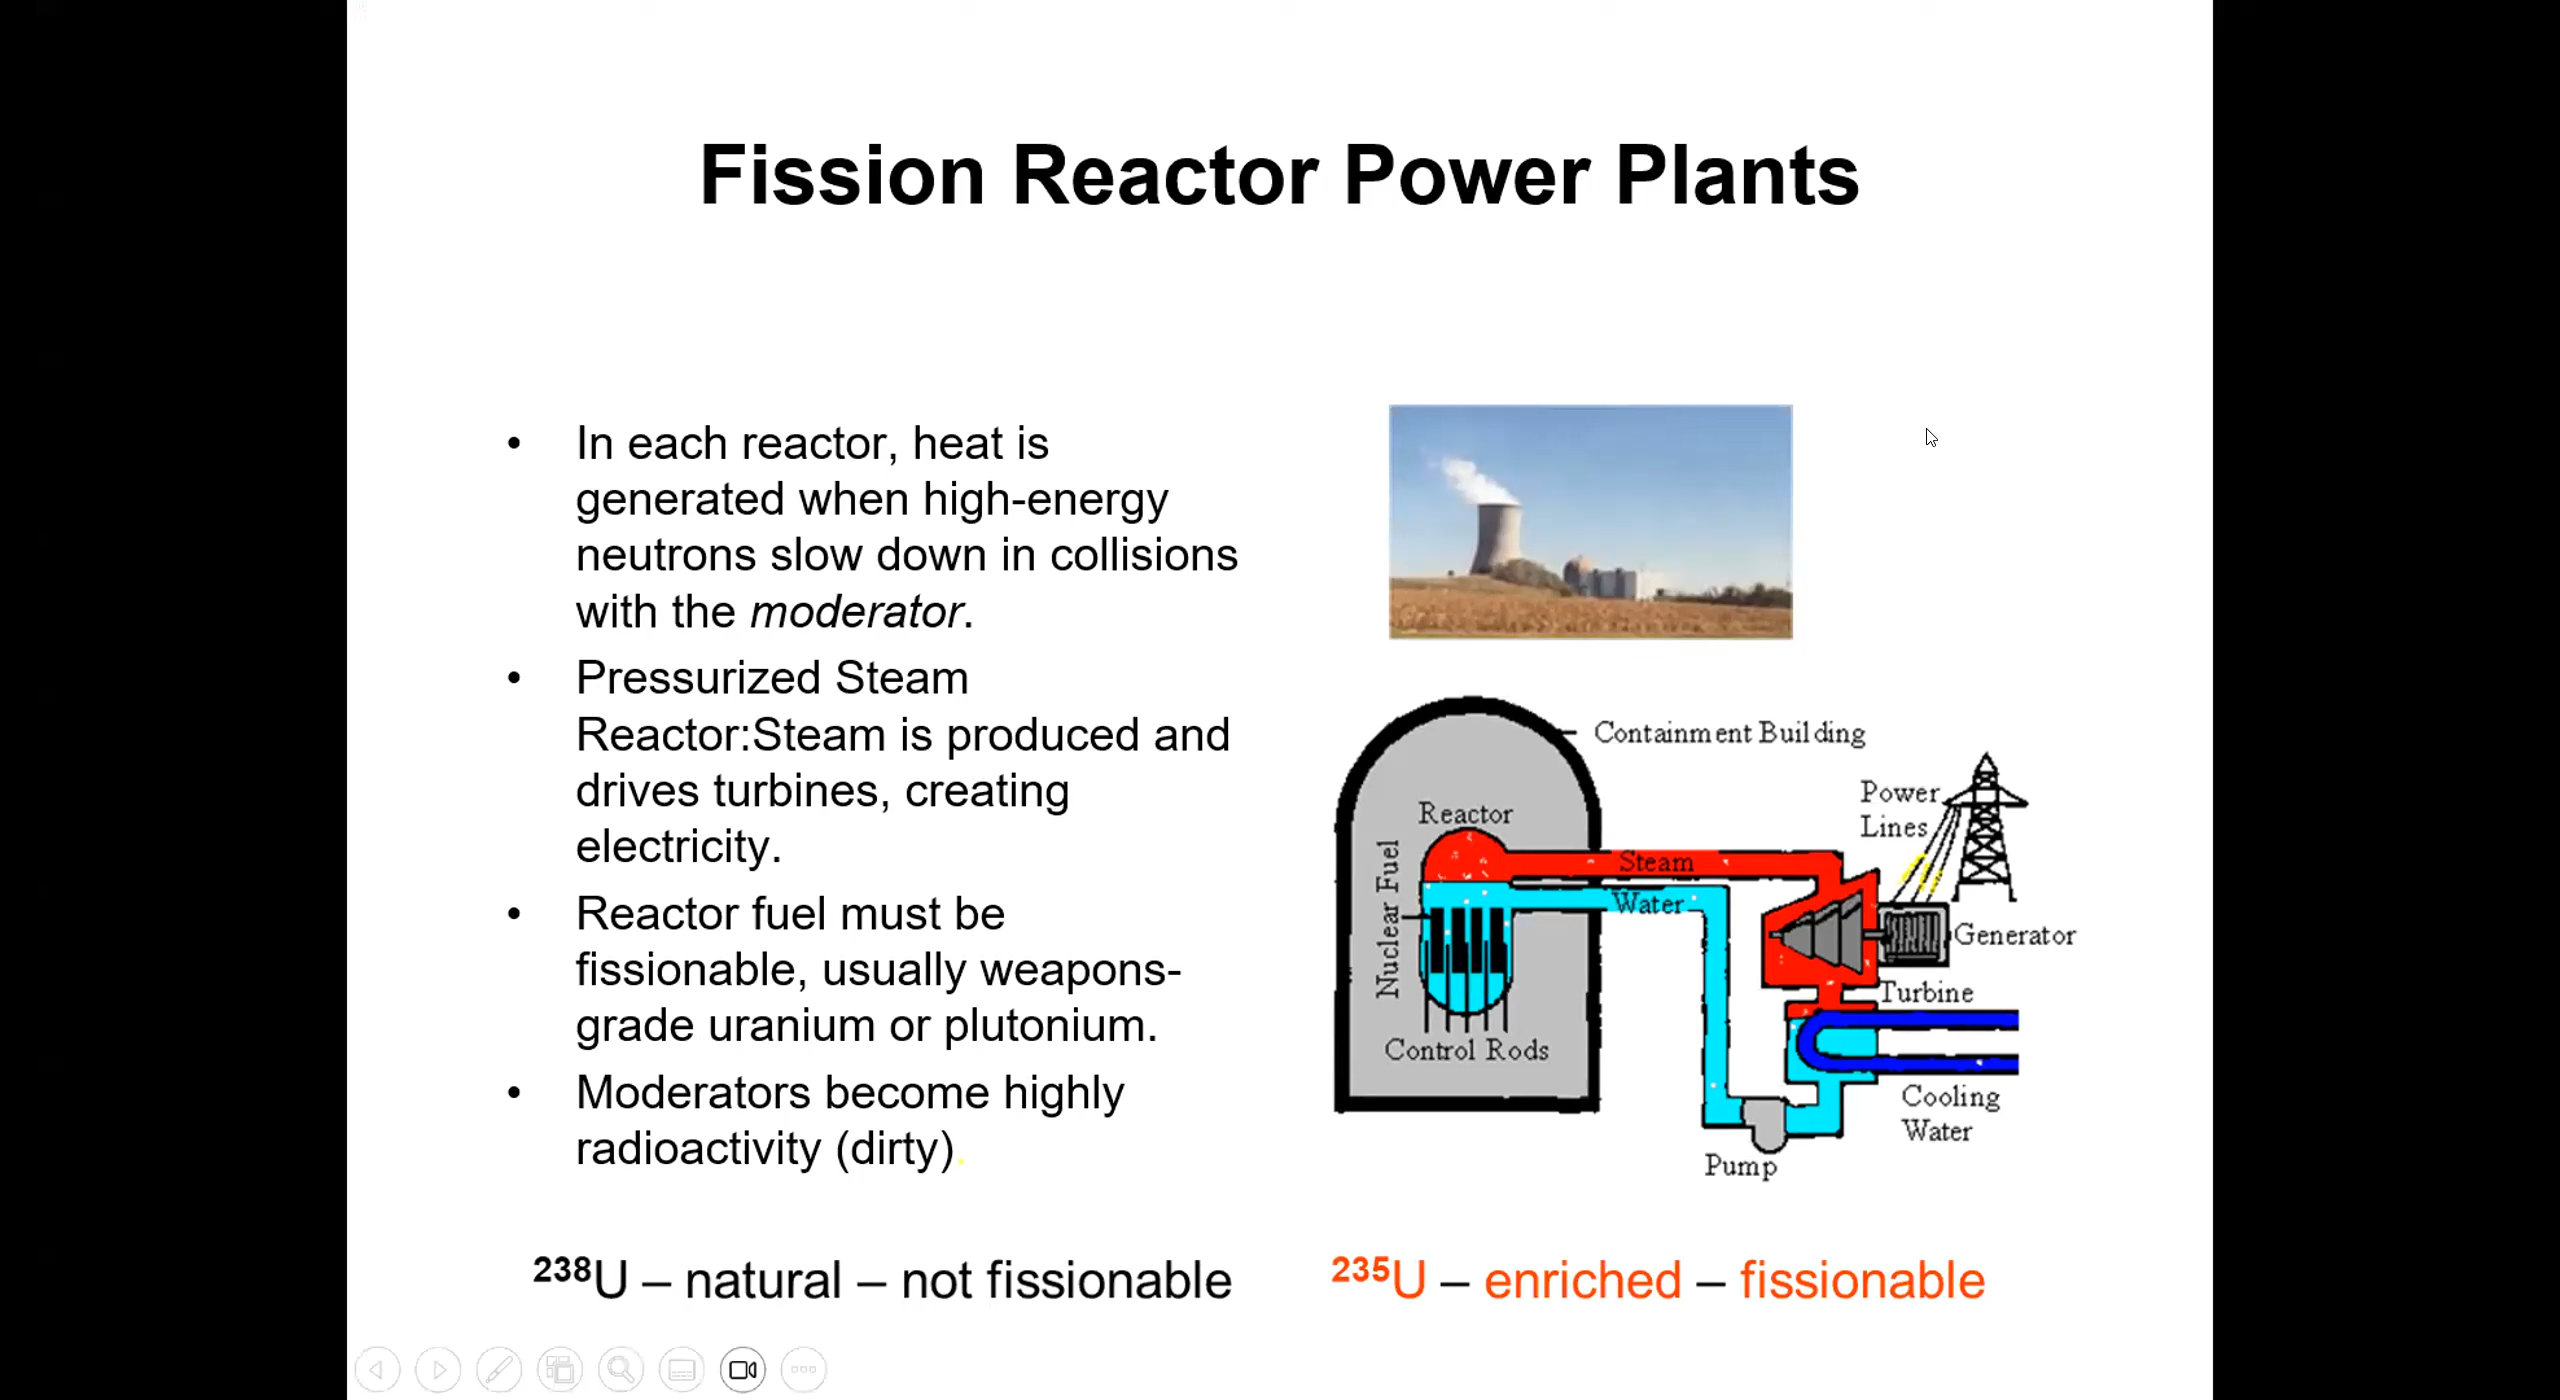 Fission Reactor Power Plants
• In each reactor, heat is
generated when high-energy
neutrons slow down in collisions
with the moderator.
• Pressurized Steam
Reactor:Steam is produced and
drives turbines, creating
electricity.
• Reactor fuel must be
fissionable, usually weapons-
grade uranium or plutonium.
• Moderators become highly
radioactivity (dirty).
Containment Building
Power
Lines
Reactor
Nuclear Fuel
Steam
Water
Generator
Turbine
Control Rods
Cooling
Water
Pump
238U – natural – not fissionable
235U – enriched – fissionable